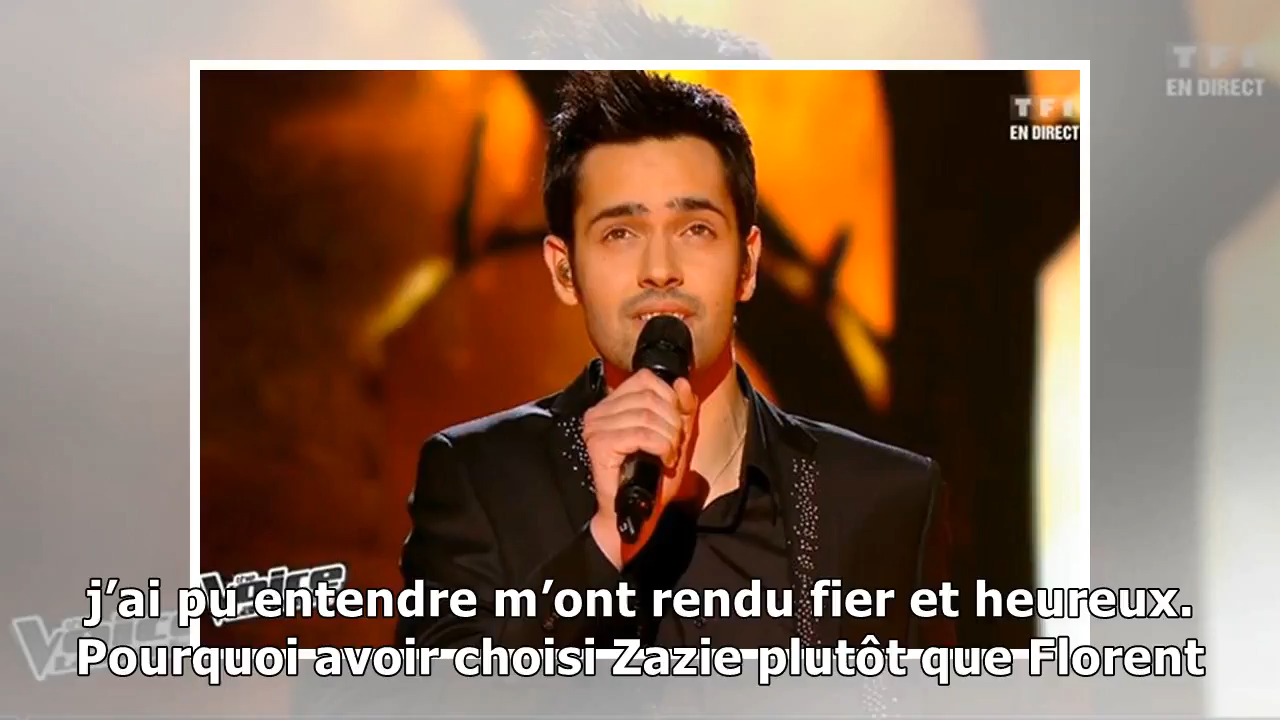 TF1
EN DIRECT
TF1
EN DIRECT
the Voice
Voice
j’ai pu entendre m’ont rendu fier et heureux.
Pourquoi avoir choisi Zazie plutôt que Florent